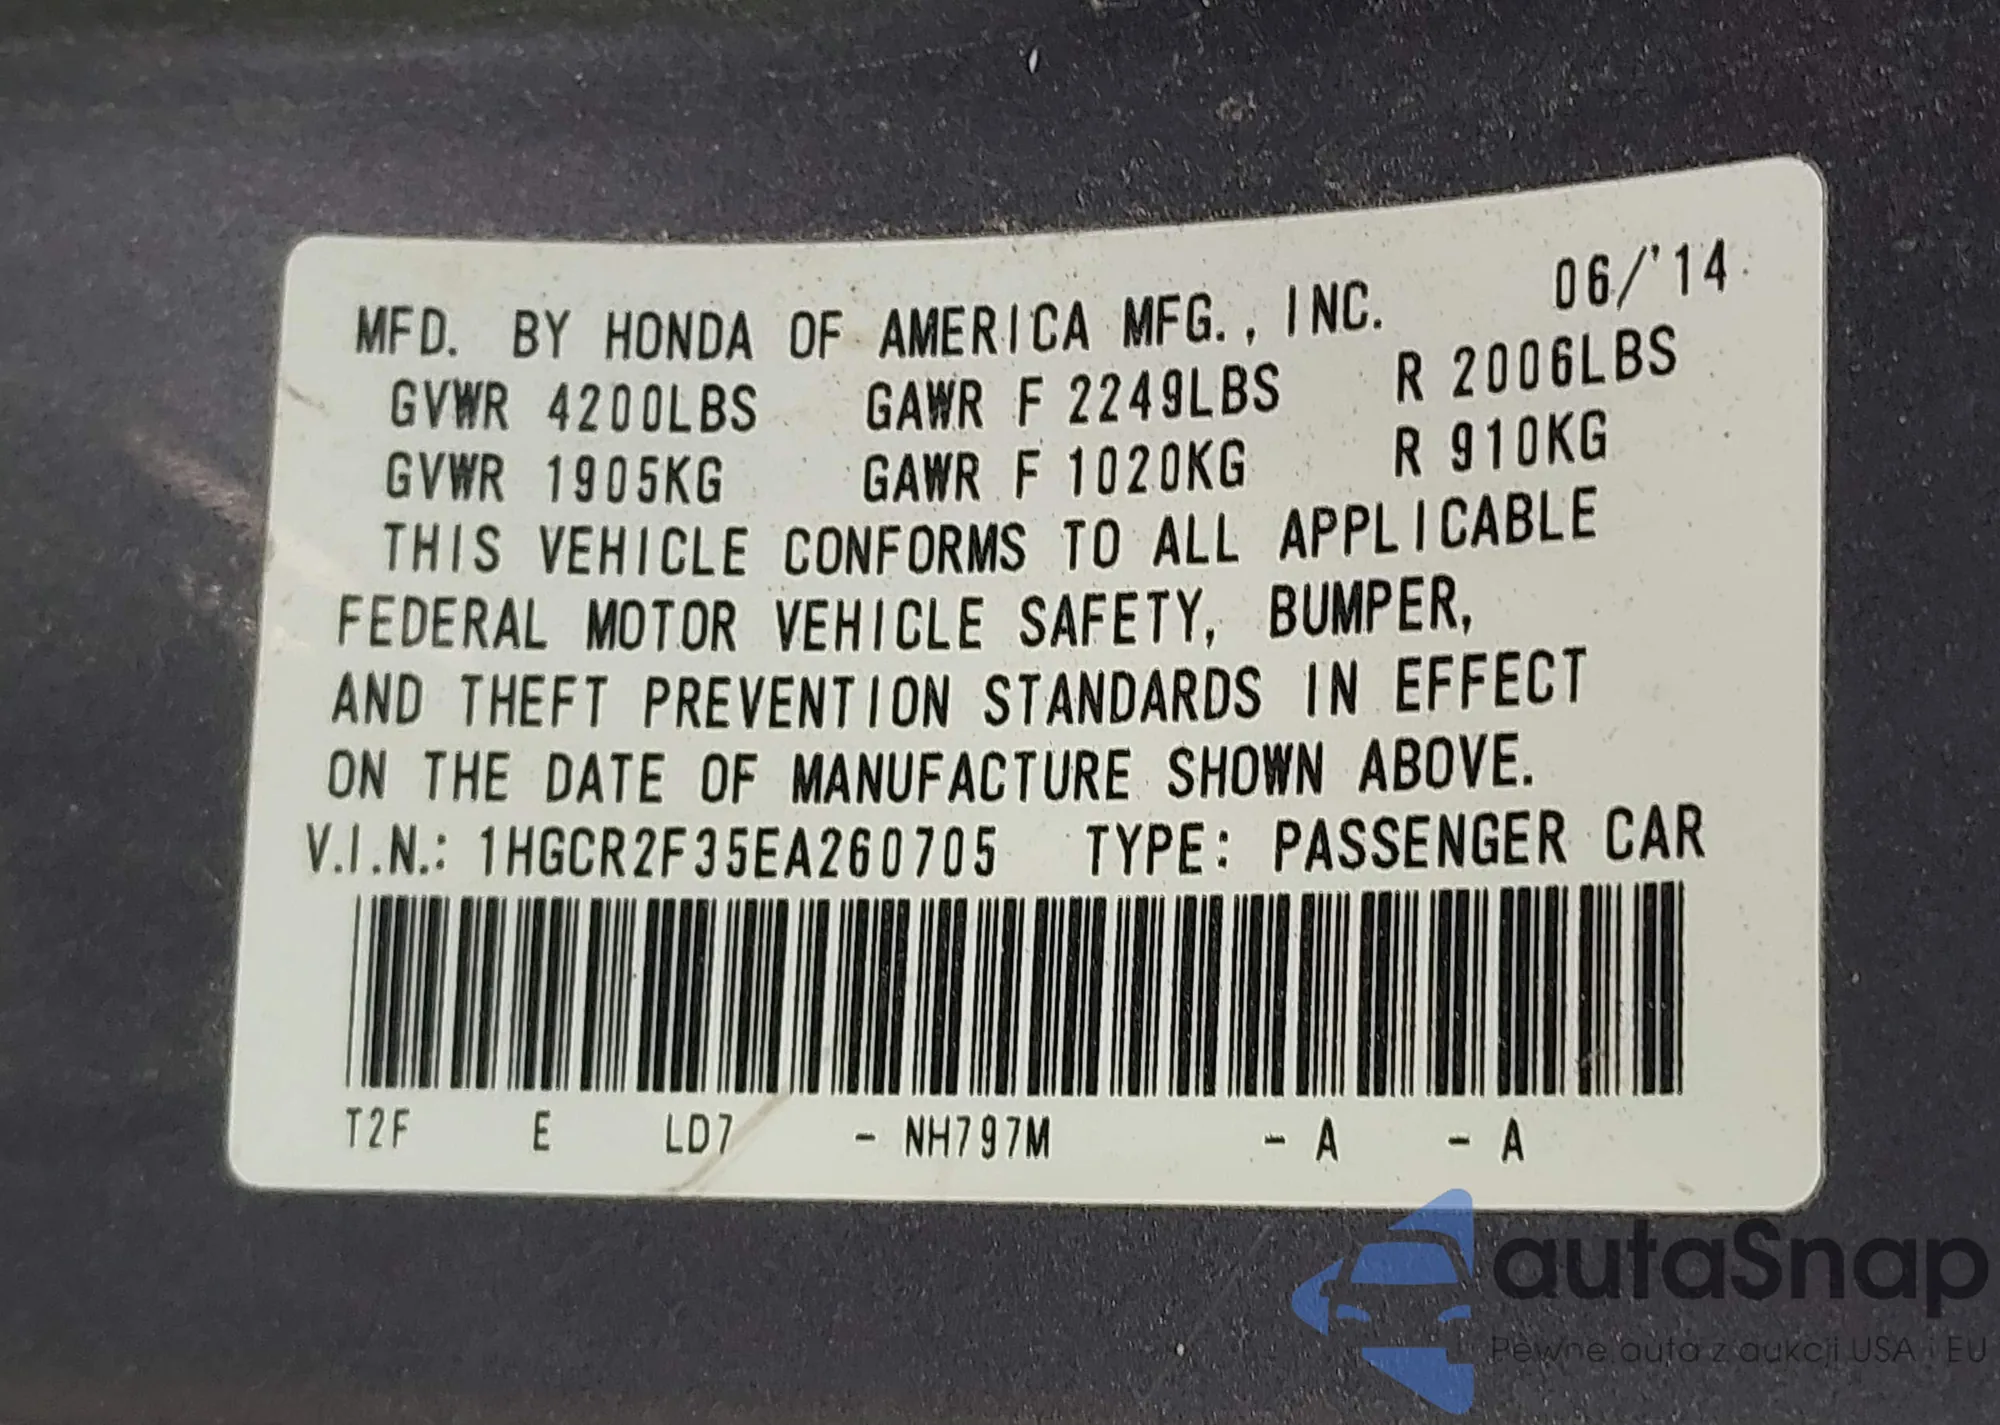 MFD. BY HONDA OF AMERICA MFG., INC. 06/'14
GVWR 4200LBS GAWR F 2249LBS R 2006LBS
GVWR 1905KG GAWR F 1020KG R 910KG
THIS VEHICLE CONFORMS TO ALL APPLICABLE
FEDERAL MOTOR VEHICLE SAFETY, BUMPER,
AND THEFT PREVENTION STANDARDS IN EFFECT
ON THE DATE OF MANUFACTURE SHOWN ABOVE.
V.I.N.: 1HGCR2F35EA260705 TYPE: PASSENGER CAR
T2F E LD7 - NH797M - A - A
autaSnap
Pewne auta z aukcji USA i EU